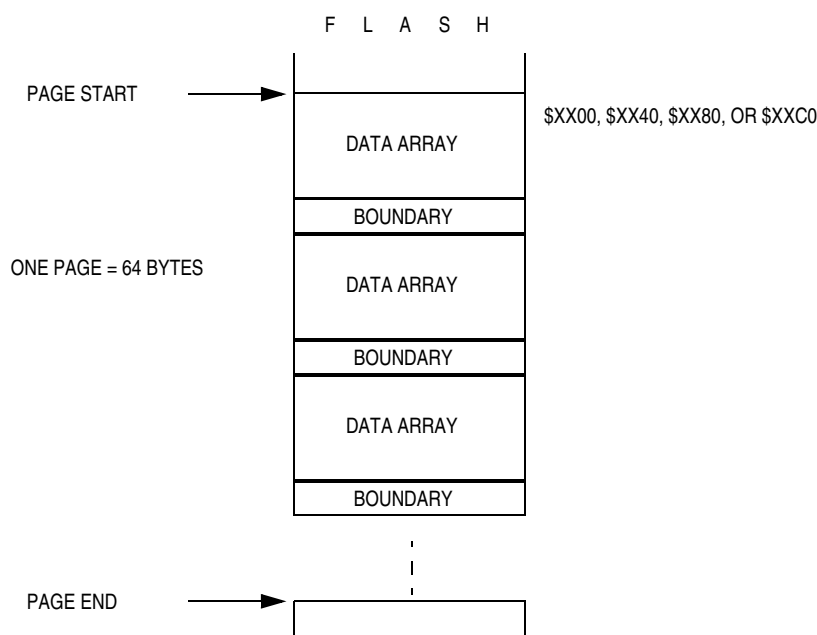 F L A S H
PAGE START
$XX00, $XX40, $XX80, OR $XXC0
DATA ARRAY
BOUNDARY
ONE PAGE = 64 BYTES
DATA ARRAY
BOUNDARY
DATA ARRAY
BOUNDARY
PAGE END